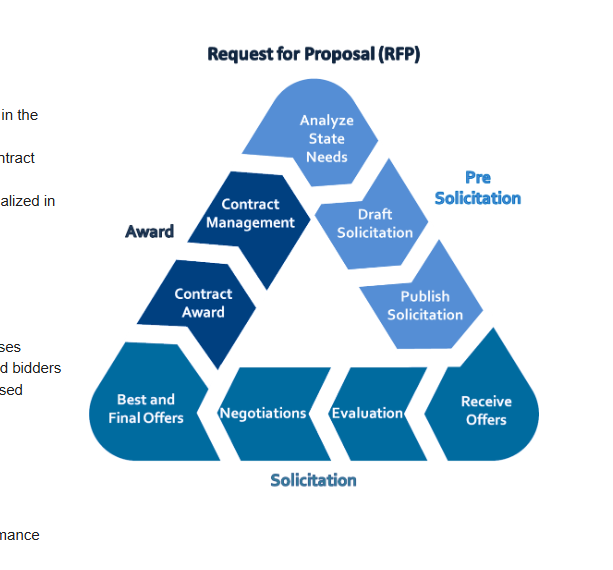 Request for Proposal (RFP)
in the
ntract
alized in
ses
d bidders
sed
mance
Analyze
State
Needs
Pre
Solicitation
Draft
Solicitation
Publish
Solicitation
Receive
Offers
Evaluation
Negotiations
Best and
Final Offers
Solicitation
Contract
Award
Contract
Management
Award